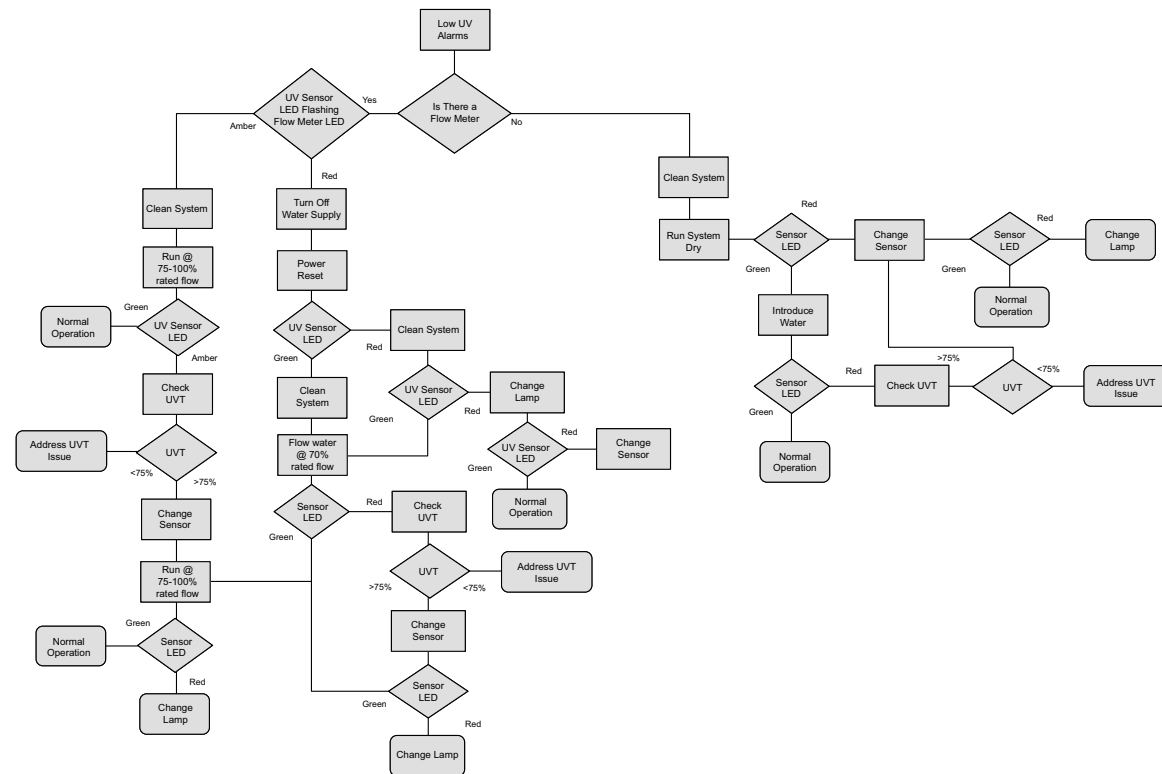 Low UV
Alarms
Is There a
Flow Meter
Yes
No
UV Sensor
LED Flashing
Flow Meter LED
Amber
Red
Clean System
Run @
75-100%
rated flow
Green
UV Sensor
LED
Normal
Operation
Amber
Check
UVT
UVT
Address UVT
Issue
<75%
>75%
Change
Sensor
Run @
75-100%
rated flow
Green
Sensor
LED
Normal
Operation
Red
Change
Lamp
Turn Off
Water Supply
Power
Reset
UV Sensor
LED
Red
Green
Clean System
Clean
System
UV Sensor
LED
Red
Green
Change
Lamp
Flow water
@ 70%
rated flow
UV Sensor
LED
Red
Green
Change
Sensor
Normal
Operation
Sensor
LED
Red
Green
Check
UVT
UVT
>75%
<75%
Address UVT
Issue
Change
Sensor
Sensor
LED
Green
Red
Change Lamp
Clean System
Run System
Dry
Sensor
LED
Red
Green
Change
Sensor
Sensor
LED
Red
Green
Change
Lamp
Normal
Operation
Introduce
Water
Sensor
LED
Red
Green
Check UVT
>75%
UVT
<75%
Address UVT
Issue
Normal
Operation